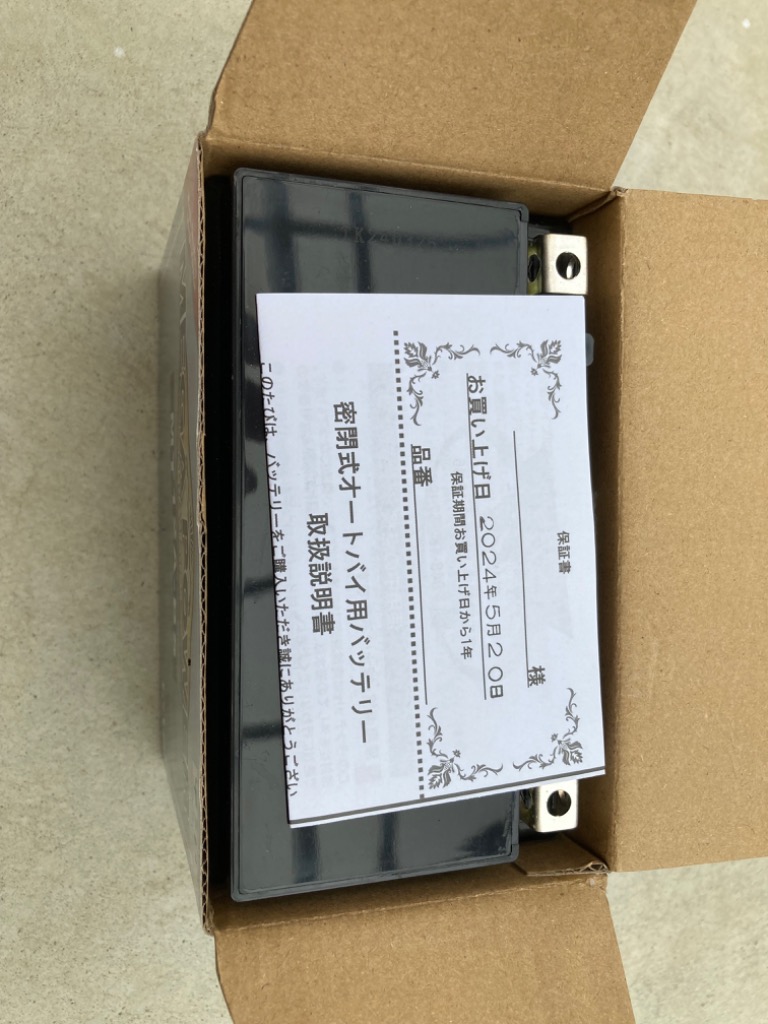 保証書
様
お買い上げ日 2024年5月20日
保証期間お買い上げ日から1年
品番
密閉式オートバイ用バッテリー
取扱説明書
このたびは、バッテリーをご購入いただき誠にありがとうござい